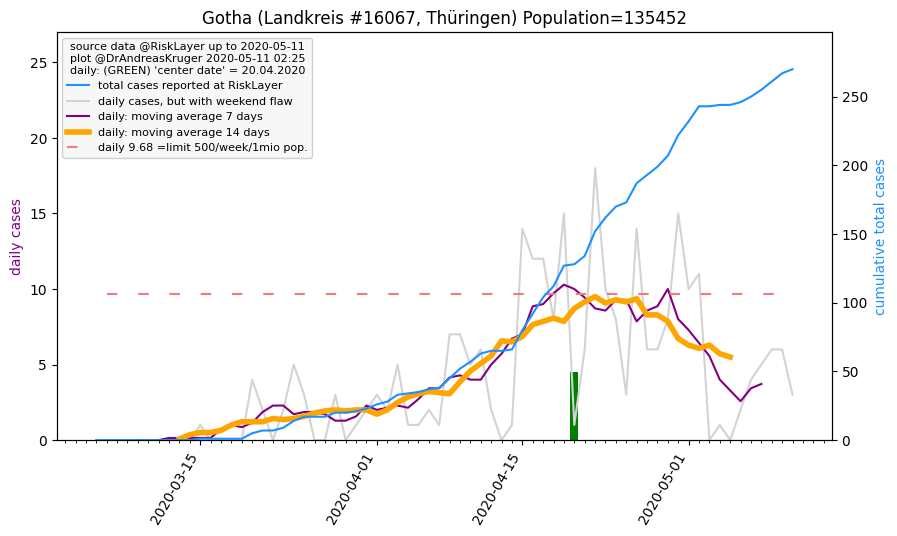 Gotha (Landkreis #16067, Thüringen) Population=135452
source data @RiskLayer up to 2020-05-11
plot @DrAndreasKruger 2020-05-11 02:25
daily: (GREEN) 'center date' = 20.04.2020
total cases reported at RiskLayer
daily cases, but with weekend flaw
daily: moving average 7 days
daily: moving average 14 days
daily 9.68 =limit 500/week/1mio pop.
daily cases
25
20
15
10
5
0
cumulative total cases
250
200
150
100
50
0
2020-03-15
2020-04-01
2020-04-15
2020-05-01